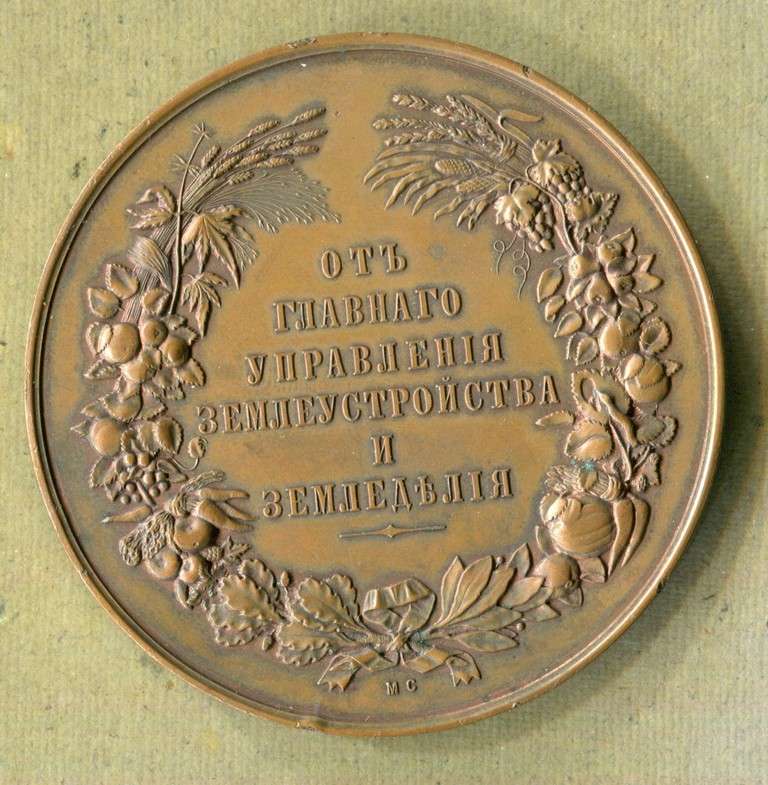 ОТЪ
ГЛАВНАГО
УПРАВЛЕНІЯ
ЗЕМЛЕУСТРОЙСТВА
И
ЗЕМЛЕДѢЛІЯ
МС